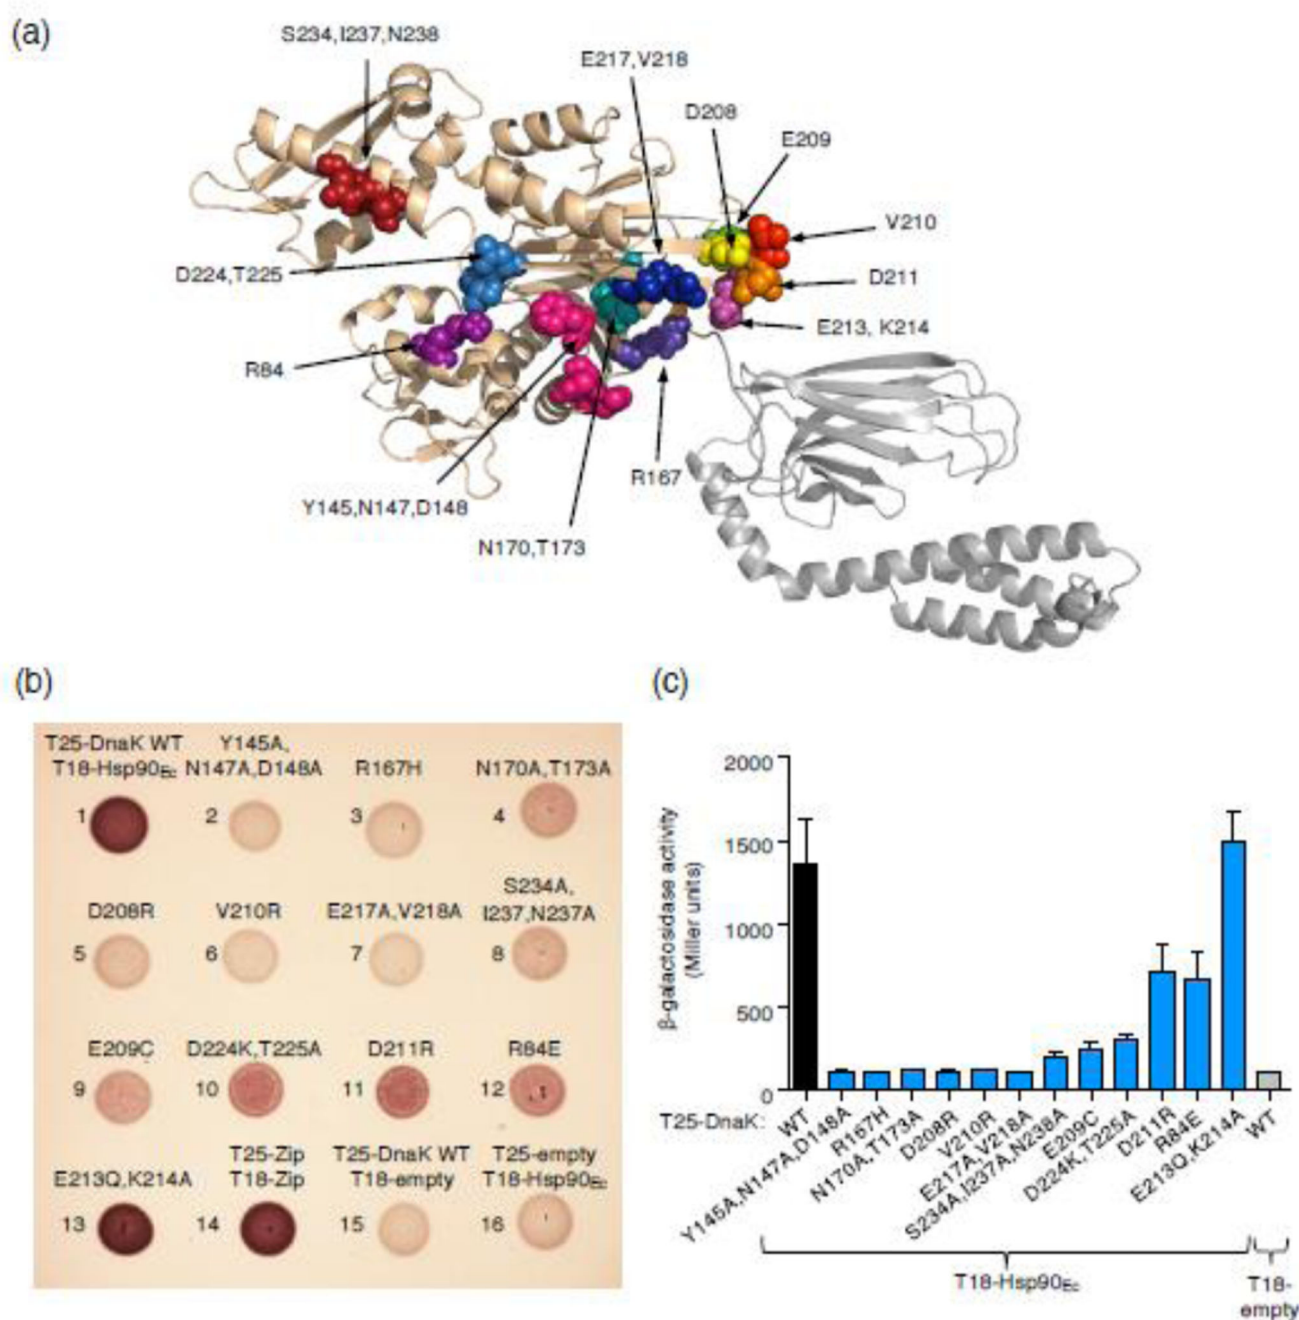 (a)
S234,I237,N238
E217,V218
D208
E209
V210
D224,T225
D211
E213, K214
R84
R167
Y145,N147,D148
N170,T173
(b)
T25-DnaK WT
T18-Hsp90Ec
Y145A,
N147A,D148A
R167H
N170A,T173A
1
2
3
4
D208R
V210R
E217A,V218A
S234A,
I237,N237A
5
6
7
8
E209C
D224K,T225A
D211R
R84E
9
10
11
12
E213Q,K214A
T25-Zip
T18-Zip
T25-DnaK WT
T18-empty
T25-empty
T18-Hsp90Ec
13
14
15
16
(c)
β-galactosidase activity
(Miller units)
2000
1500
1000
500
0
T25-DnaK:
WT
Y145A,N147A,D148A
R167H
N170A,T173A
D208R
V210R
E217A,V218A
S234A,I237A,N238A
E209C
D224K,T225A
D211R
R84E
E213Q,K214A
WT
T18-Hsp90Ec
T18-
empty